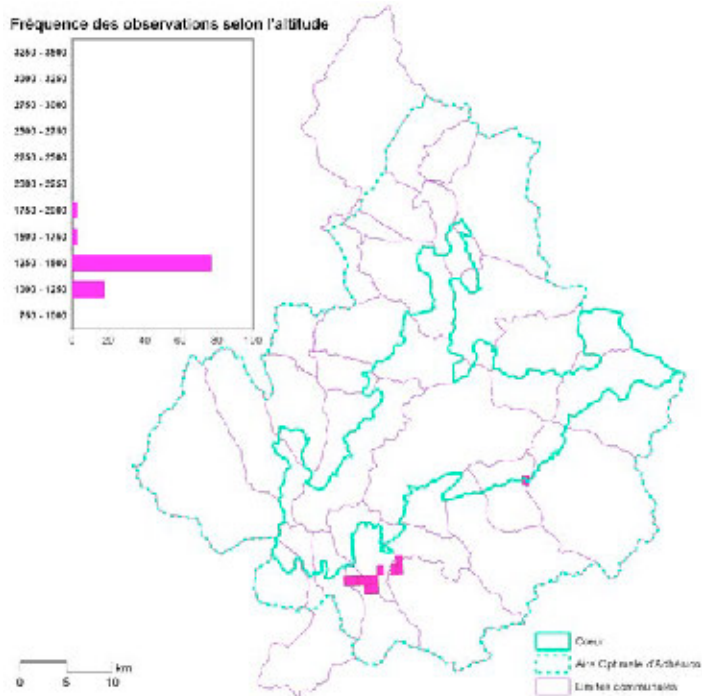 Fréquence des observations selon l'altitude
3250 - 3500
3000 - 3250
2750 - 3000
2500 - 2750
2250 - 2500
2000 - 2250
1750 - 2000
1500 - 1750
1250 - 1500
1000 - 1250
750 - 1000
0 20 40 60 80 100
Cœur
Aire Optimale d'Adhésion
Limites communales
km
0 5 10